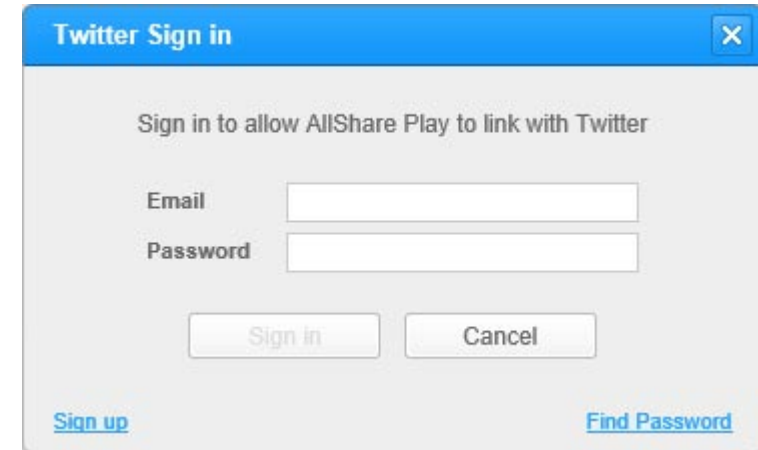 Twitter Sign in
Sign in to allow AllShare Play to link with Twitter
Email
Password
Sign in Cancel
Sign up Find Password